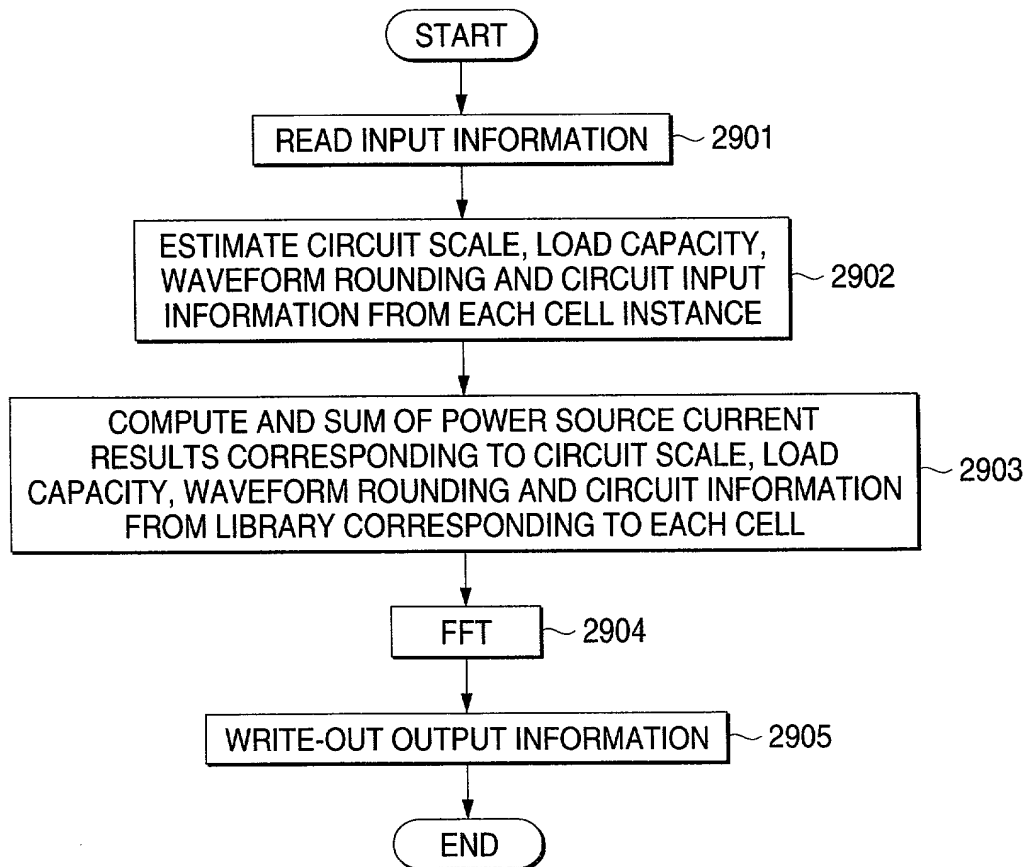 START
READ INPUT INFORMATION
2901
ESTIMATE CIRCUIT SCALE, LOAD CAPACITY,
WAVEFORM ROUNDING AND CIRCUIT INPUT
INFORMATION FROM EACH CELL INSTANCE
2902
COMPUTE AND SUM OF POWER SOURCE CURRENT
RESULTS CORRESPONDING TO CIRCUIT SCALE, LOAD
CAPACITY, WAVEFORM ROUNDING AND CIRCUIT INFORMATION
FROM LIBRARY CORRESPONDING TO EACH CELL
2903
FFT
2904
WRITE-OUT OUTPUT INFORMATION
2905
END